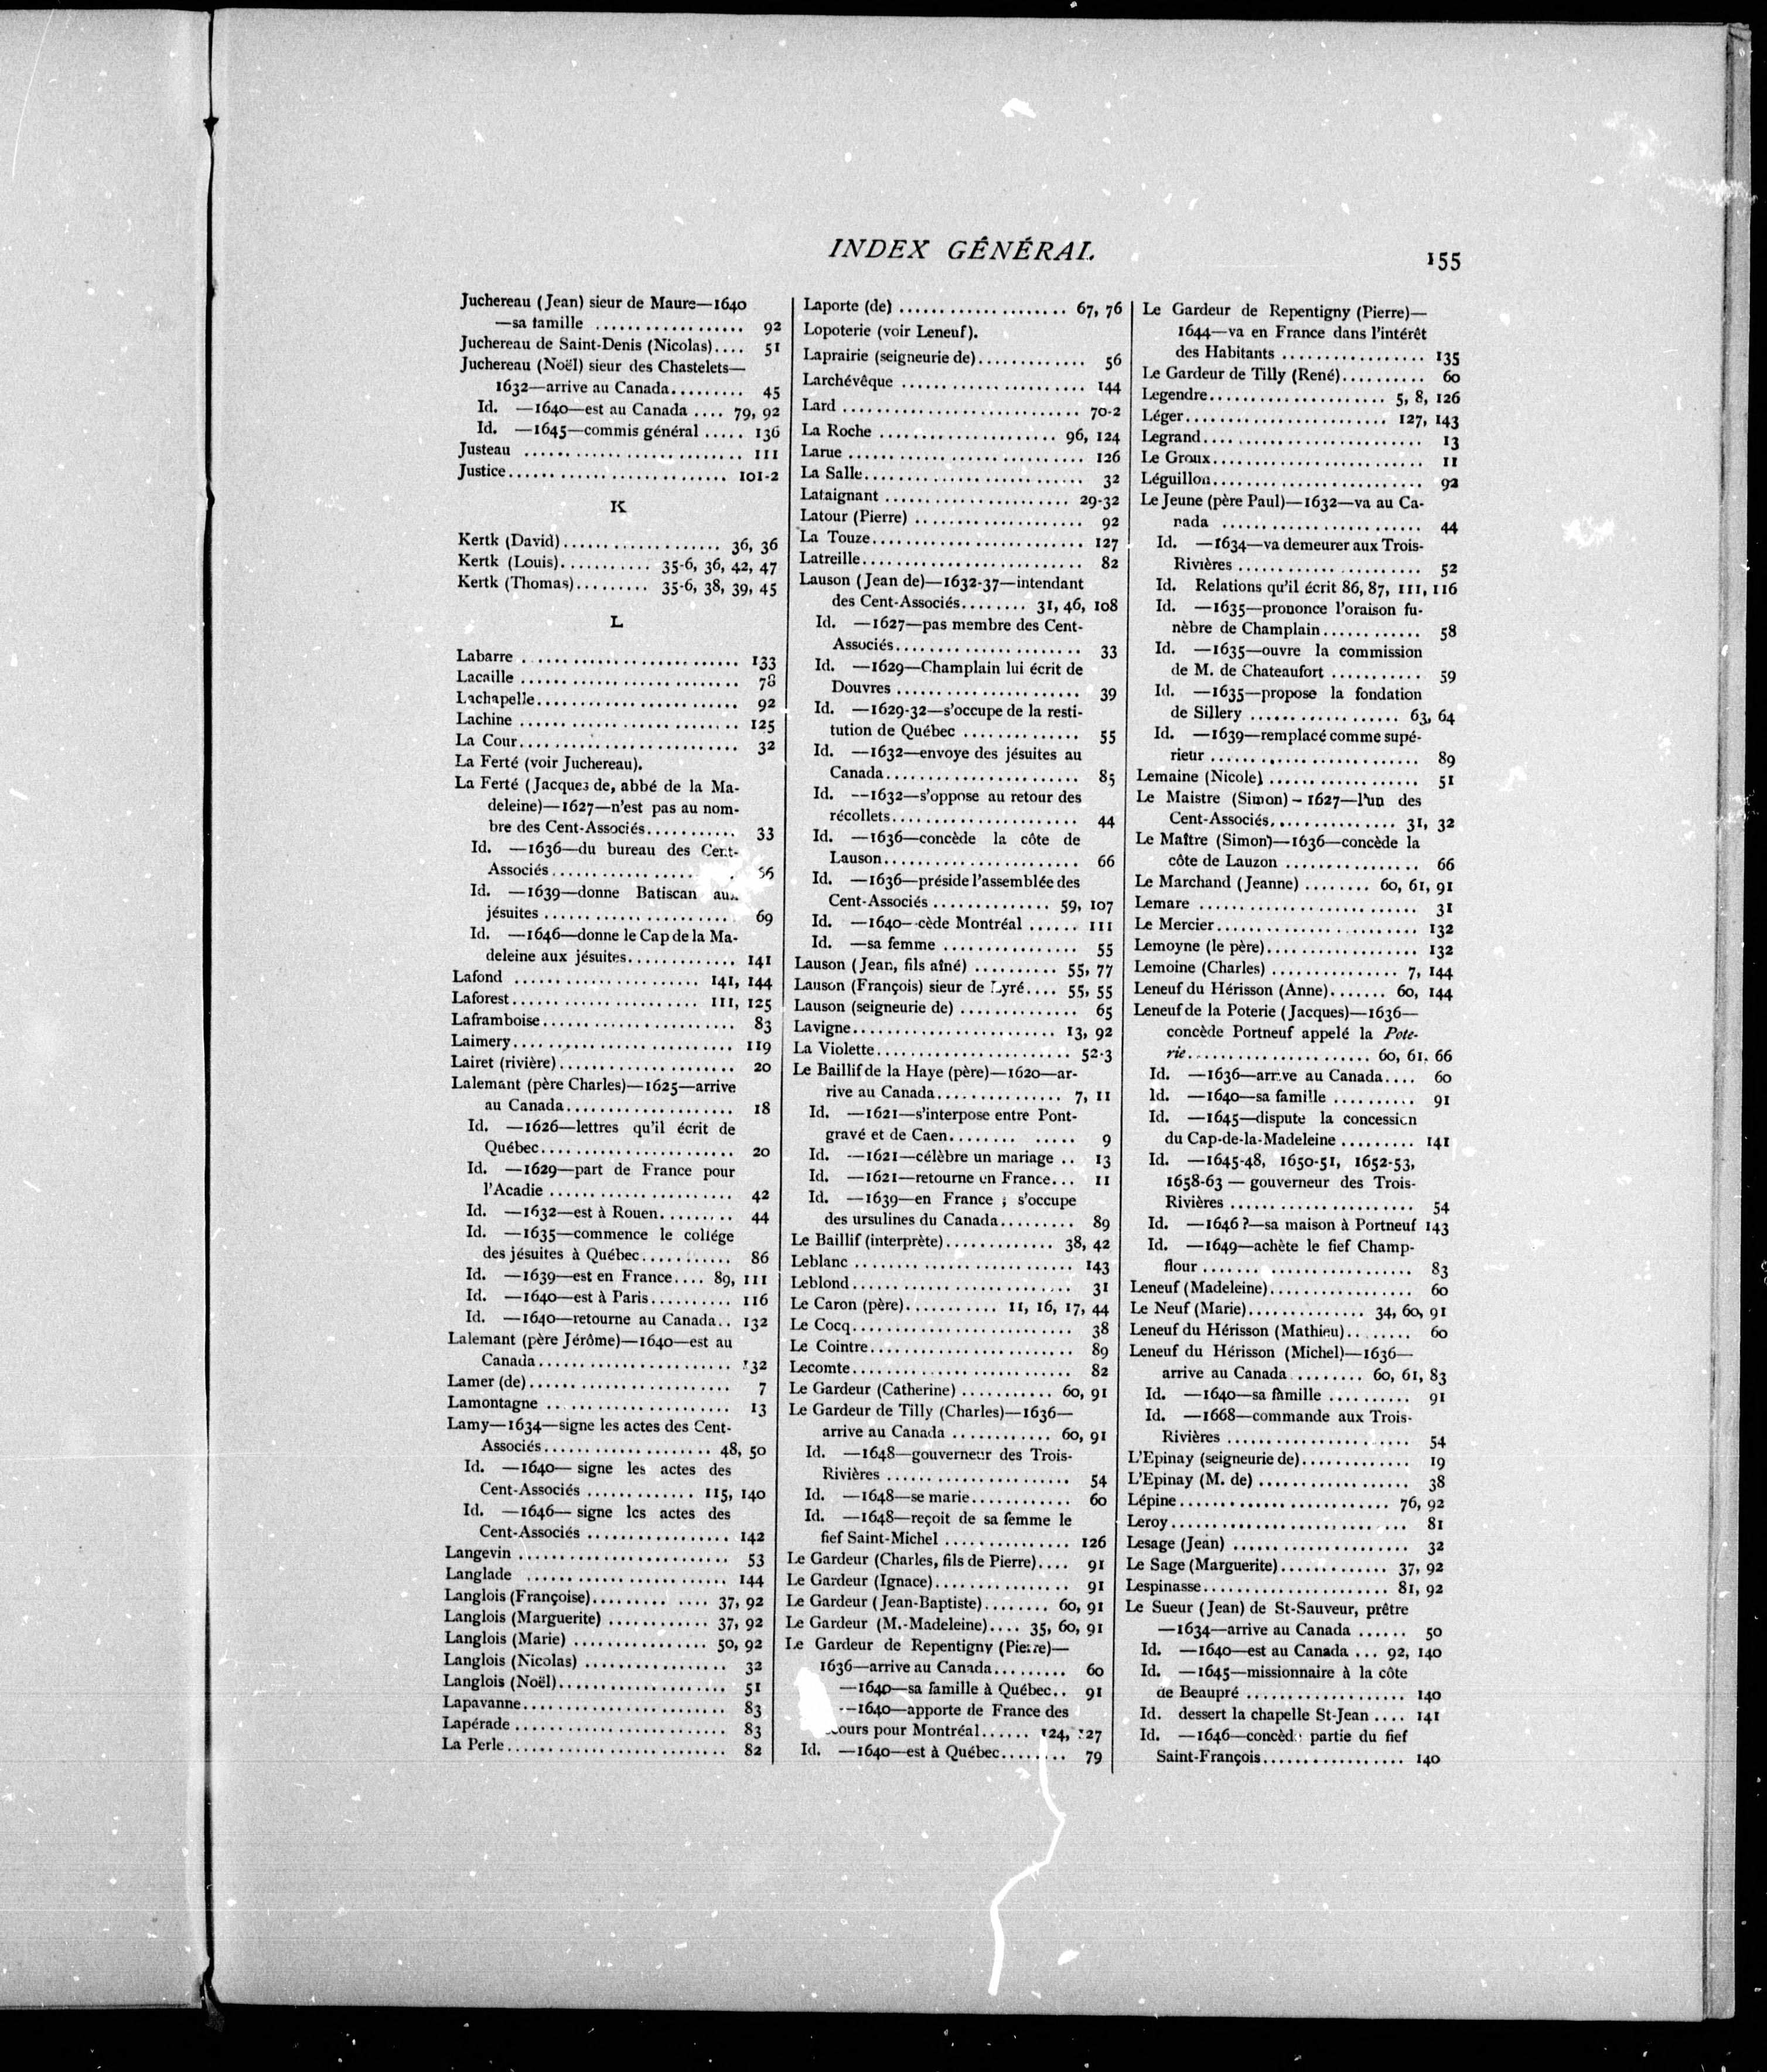 INDEX GÉNÉRAL.
155
Juchereau (Jean) sieur de Maure—1640
—sa famille .................. 92
Juchereau de Saint-Denis (Nicolas).... 51
Juchereau (Noël) sieur des Chastelets—
1632—arrive au Canada......... 45
Id. —1640—est au Canada .... 79, 92
Id. —1645—commis général ..... 136
Justeau .......................... 111
Justice.......................... 101-2
K
Kertk (David)................... 36, 36
Kertk (Louis)........... 35-6, 36, 42, 47
Kertk (Thomas)......... 35-6, 38, 39, 45
L
Labarre .......................... 133
Lacaille .......................... 78
Lachapelle........................ 92
Lachine .......................... 125
La Cour.......................... 32
La Ferté (voir Juchereau).
La Ferté (Jacques de, abbé de la Ma-
deleine)—1627—n'est pas au nom-
bre des Cent-Associés........... 33
Id. —1636—du bureau des Cent-
Associés.................
Id. —1639—donne Batiscan aux
jésuites ....................... 69
Id. —1646—donne le Cap de la Ma-
deleine aux jésuites............. 141
Lafond ...................... 141, 144
Laforest...................... 111, 125
Laframboise....................... 83
Laimery.......................... 119
Lairet (rivière)..................... 20
Lalemant (père Charles)—1625—arrive
au Canada.................... 18
Id. —1626—lettres qu'il écrit de
Québec....................... 20
Id. —1629—part de France pour
l'Acadie ...................... 42
Id. —1632—est à Rouen......... 44
Id. —1635—commence le collége
des jésuites à Québec........... 86
Id. —1639—est en France.... 89, 111
Id. —1640—est à Paris.......... 116
Id. —1640—retourne au Canada.. 132
Lalemant (père Jérôme)—1640—est au
Canada....................... 132
Lamer (de)........................ 7
Lamontagne ...................... 13
Lamy—1634—signe les actes des Cent-
Associés.................... 48, 50
Id. —1640— signe les actes des
Cent-Associés ............. 115, 140
Id. —1646— signe les actes des
Cent-Associés ................. 142
Langevin ......................... 53
Langlade ........................ 144
Langlois (Françoise)......... .... 37, 92
Langlois (Marguerite) ............ 37, 92
Langlois (Marie) ................ 50, 92
Langlois (Nicolas) ................. 32
Langlois (Noël).................... 51
Lapavanne........................ 83
Lapérade ......................... 83
La Perle.......................... 82
Laporte (de) .................... 67, 76
Lopoterie (voir Leneuf).
Laprairie (seigneurie de)............. 56
Larchévêque ...................... 144
Lard ............................ 70-2
La Roche ..................... 96, 124
Larue ............................ 126
La Salle.......................... 32
Lataignant ...................... 29-32
Latour (Pierre) .................... 92
La Touze......................... 127
Latreille.......................... 82
Lauson (Jean de)—1632-37—intendant
des Cent-Associés........ 31, 46, 108
Id. —1627—pas membre des Cent-
Associés...................... 33
Id. —1629—Champlain lui écrit de
Douvres ...................... 39
Id. —1629-32—s'occupe de la resti-
tution de Québec .............. 55
Id. —1632—envoye des jésuites au
Canada....................... 85
Id. —1632—s'oppose au retour des
récollets...................... 44
Id. —1636—concède la côte de
Lauson....................... 66
Id. —1636—préside l'assemblée des
Cent-Associés .............. 59, 107
Id. —1640—cède Montréal ...... 111
Id. —sa femme ................ 55
Lauson (Jean, fils aîné) .......... 55, 77
Lauson (François) sieur de Lyré.... 55, 55
Lauson (seigneurie de) .............. 65
Lavigne........................ 13, 92
La Violette....................... 52-3
Le Baillif de la Haye (père)—1620—ar-
rive au Canada............... 7, 11
Id. —1621—s'interpose entre Pont-
gravé et de Caen........ ..... 9
Id. —1621—célèbre un mariage .. 13
Id. —1621—retourne en France... 11
Id. —1639—en France ; s'occupe
des ursulines du Canada......... 89
Le Baillif (interprète)............. 38, 42
Leblanc .......................... 143
Leblond.......................... 31
Le Caron (père)........... 11, 16, 17, 44
Le Cocq.......................... 38
Le Cointre........................ 89
Lecomte.......................... 82
Le Gardeur (Catherine) ........... 60, 91
Le Gardeur de Tilly (Charles)—1636—
arrive au Canada ............ 60, 91
Id. —1648—gouverneur des Trois-
Rivières ...................... 54
Id. —1648—se marie............ 60
Id. —1648—reçoit de sa femme le
fief Saint-Michel ............... 126
Le Gardeur (Charles, fils de Pierre).... 91
Le Gardeur (Ignace)................ 91
Le Gardeur (Jean-Baptiste)........ 60, 91
Le Gardeur (M.-Madeleine).... 35, 60, 91
Le Gardeur de Repentigny (Pierre)—
1636—arrive au Canada......... 60
—1640—sa famille à Québec.. 91
—1640—apporte de France des
cours pour Montréal...... 124, 127
Id. —1640—est à Québec........ 79
Le Gardeur de Repentigny (Pierre)—
1644—va en France dans l'intérêt
des Habitants ................. 135
Le Gardeur de Tilly (René).......... 60
Legendre..................... 5, 8, 126
Léger........................ 127, 143
Legrand.......................... 13
Le Groux......................... 11
Léguillon......................... 92
Le Jeune (père Paul)—1632—va au Ca-
nada ........................ 44
Id. —1634—va demeurer aux Trois-
Rivières ...................... 52
Id. Relations qu'il écrit 86, 87, 111, 116
Id. —1635—prononce l'oraison fu-
nèbre de Champlain............ 58
Id. —1635—ouvre la commission
de M. de Chateaufort ........... 59
Id. —1635—propose la fondation
de Sillery .................. 63, 64
Id. —1639—remplacé comme supé-
rieur ......................... 89
Lemaine (Nicole) .................. 51
Le Maistre (Simon) – 1627—l'un des
Cent-Associés............... 31, 32
Le Maître (Simon)—1636—concède la
côte de Lauzon ................ 66
Le Marchand (Jeanne) ........ 60, 61, 91
Lemare .......................... 31
Le Mercier........................ 132
Lemoyne (le père).................. 132
Lemoine (Charles) ............... 7, 144
Leneuf du Hérisson (Anne)....... 60, 144
Leneuf de la Poterie (Jacques)—1636—
concède Portneuf appelé la Pote-
rie...................... 60, 61, 66
Id. —1636—arrive au Canada.... 60
Id. —1640—sa famille .......... 91
Id. —1645—dispute la concession
du Cap-de-la-Madeleine ......... 141
Id. —1645-48, 1650-51, 1652-53,
1658-63 — gouverneur des Trois-
Rivières ...................... 54
Id. —1646 ?—sa maison à Portneuf 143
Id. —1649—achète le fief Champ-
flour ......................... 83
Leneuf (Madeleine)................. 60
Le Neuf (Marie).............. 34, 60, 91
Leneuf du Hérisson (Mathieu)........ 60
Leneuf du Hérisson (Michel)—1636—
arrive au Canada ......... 60, 61, 83
Id. —1640—sa famille .......... 91
Id. —1668—commande aux Trois-
Rivières ...................... 54
L'Epinay (seigneurie de)............. 19
L'Epinay (M. de) .................. 38
Lépine......................... 76, 92
Leroy............................ 81
Lesage (Jean) ..................... 32
Le Sage (Marguerite)............. 37, 92
Lespinasse...................... 81, 92
Le Sueur (Jean) de St-Sauveur, prêtre
—1634—arrive au Canada ...... 50
Id. —1640—est au Canada ... 92, 140
Id. —1645—missionnaire à la côte
de Beaupré ................... 140
Id. dessert la chapelle St-Jean .... 141
Id. —1646—concède partie du fief
Saint-François................. 140